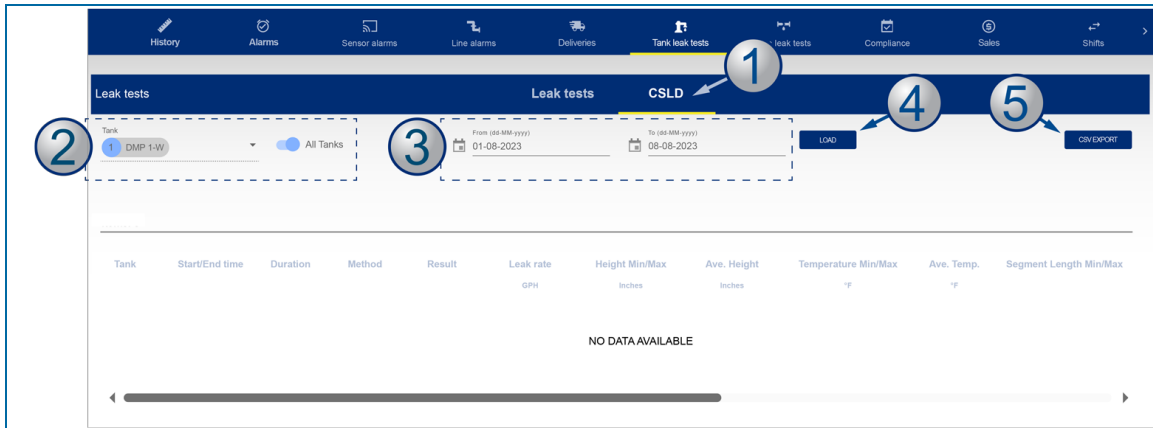 History Alarms Sensor alarms Line alarms Deliveries Tank leak tests leak tests Compliance Sales Shifts
1
Leak tests Leak tests CSLD
4
5
2
3
Tank
1 DMP 1-W
All Tanks
From (dd-MM-yyyy)
01-08-2023
To (dd-MM-yyyy)
08-08-2023
LOAD
CSV EXPORT
Tank Start/End time Duration Method Result Leak rate Height Min/Max Ave. Height Temperature Min/Max Ave. Temp. Segment Length Min/Max
GPH Inches Inches °F °F
NO DATA AVAILABLE